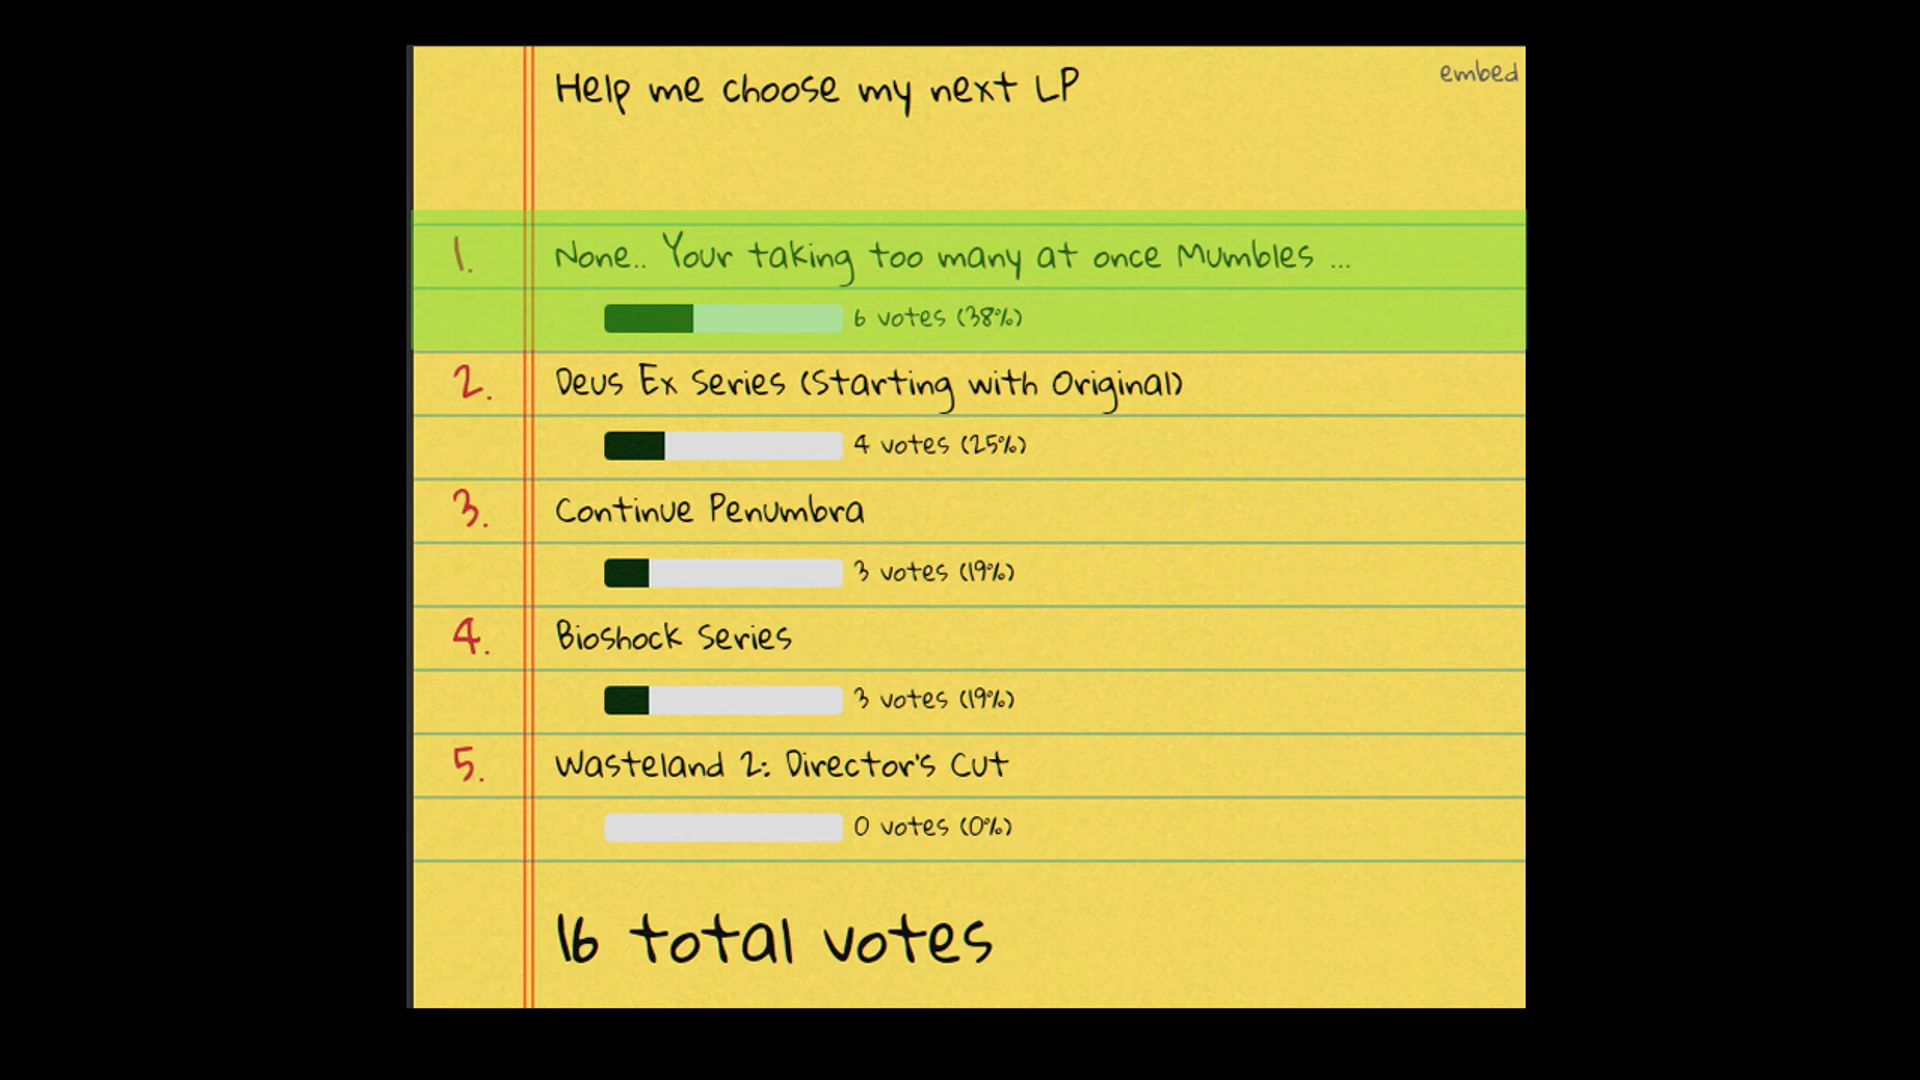 Help me choose my next LP
embed
1. None.. Your taking too many at once Mumbles ...
6 votes (38%)
2. Deus Ex Series (Starting with Original)
4 votes (25%)
3. Continue Penumbra
3 votes (19%)
4. Bioshock Series
3 votes (19%)
5. Wasteland 2: Director's Cut
0 votes (0%)
16 total votes